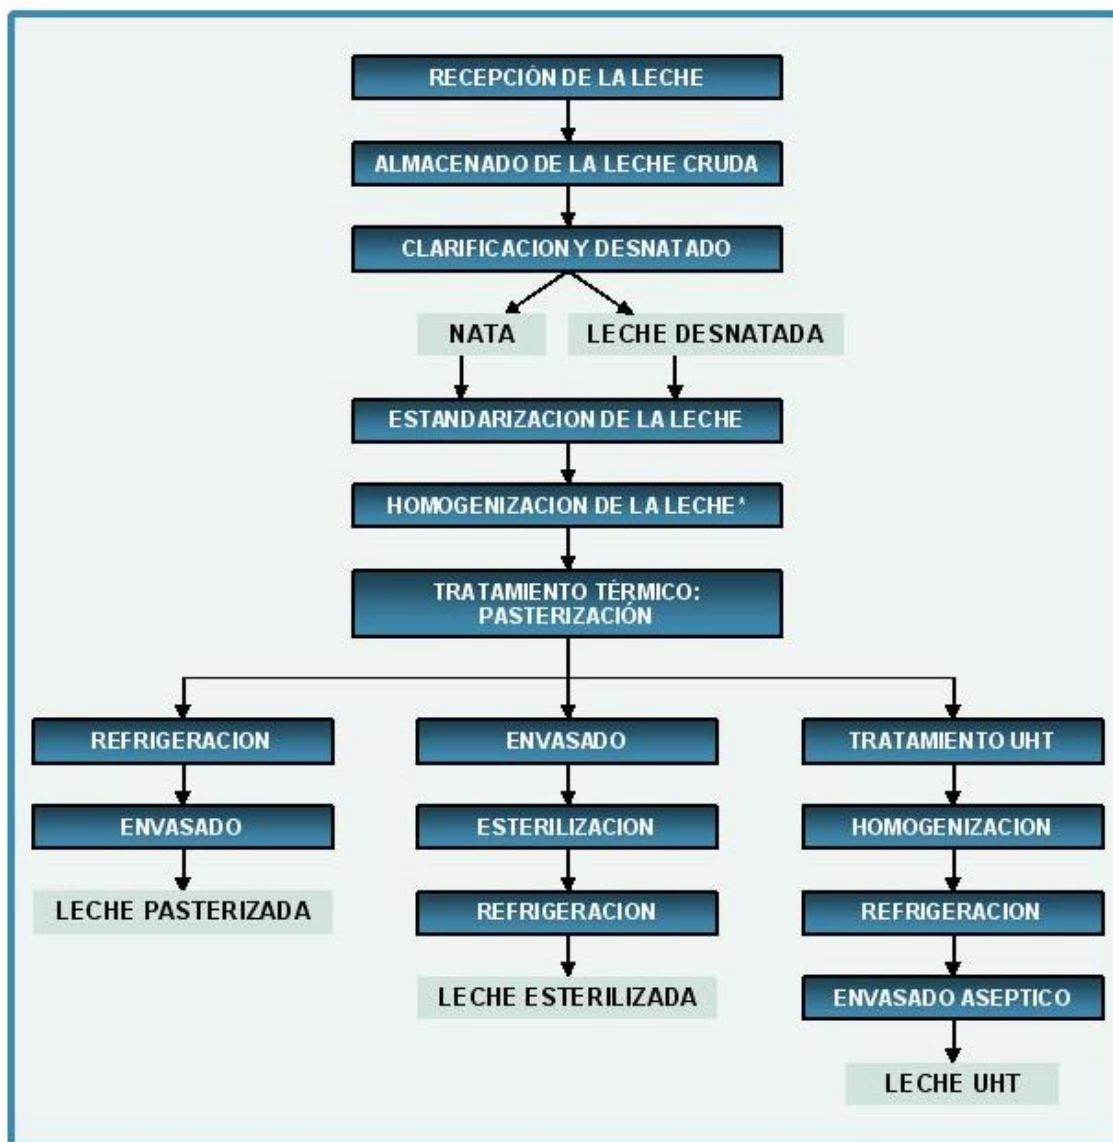 RECEPCIÓN DE LA LECHE
ALMACENADO DE LA LECHE CRUDA
CLARIFICACION Y DESNATADO
NATA
LECHE DESNATADA
ESTANDARIZACION DE LA LECHE
HOMOGENIZACION DE LA LECHE*
TRATAMIENTO TÉRMICO:
PASTERIZACIÓN
REFRIGERACION
ENVASADO
LECHE PASTERIZADA
ENVASADO
ESTERILIZACION
REFRIGERACION
LECHE ESTERILIZADA
TRATAMIENTO UHT
HOMOGENIZACION
REFRIGERACION
ENVASADO ASEPTICO
LECHE UHT